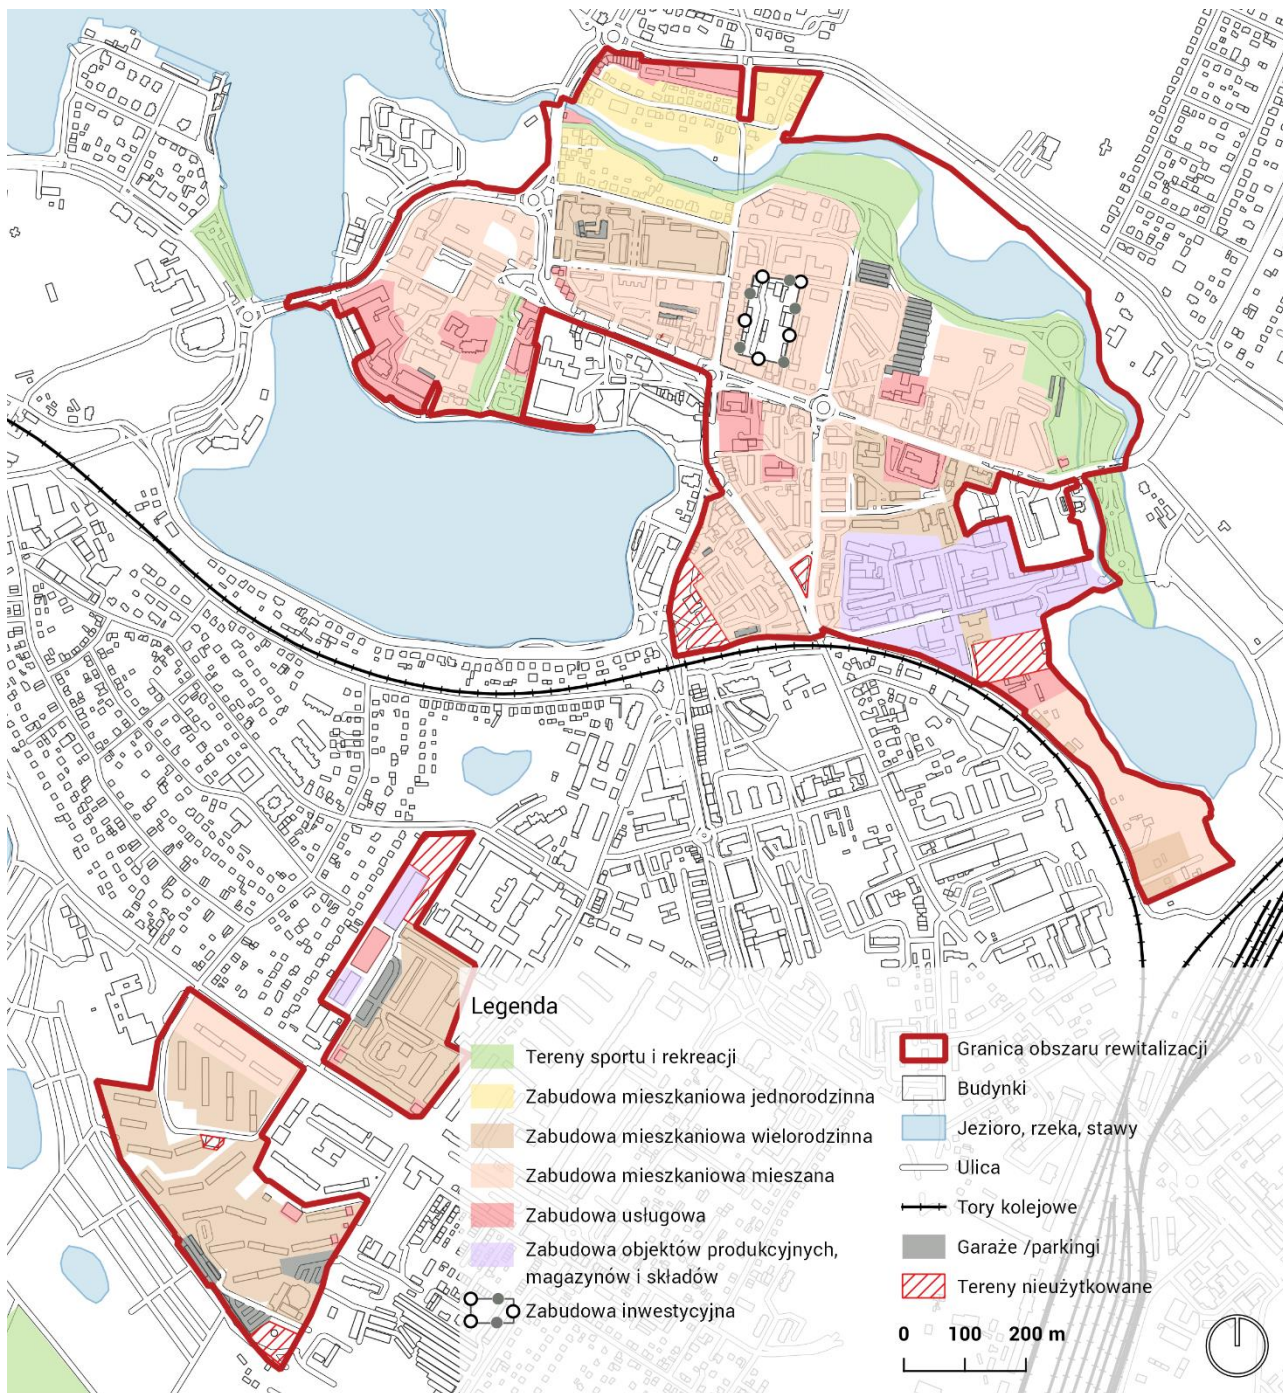 Legenda
Tereny sportu i rekreacji
Zabudowa mieszkaniowa jednorodzinna
Zabudowa mieszkaniowa wielorodzinna
Zabudowa mieszkaniowa mieszana
Zabudowa usługowa
Zabudowa objektów produkcyjnych,
magazynów i składów
Zabudowa inwestycyjna
Granica obszaru rewitalizacji
Budynki
Jezioro, rzeka, stawy
Ulica
Tory kolejowe
Garaże /parkingi
Tereny nieużytkowane
0 100 200 m